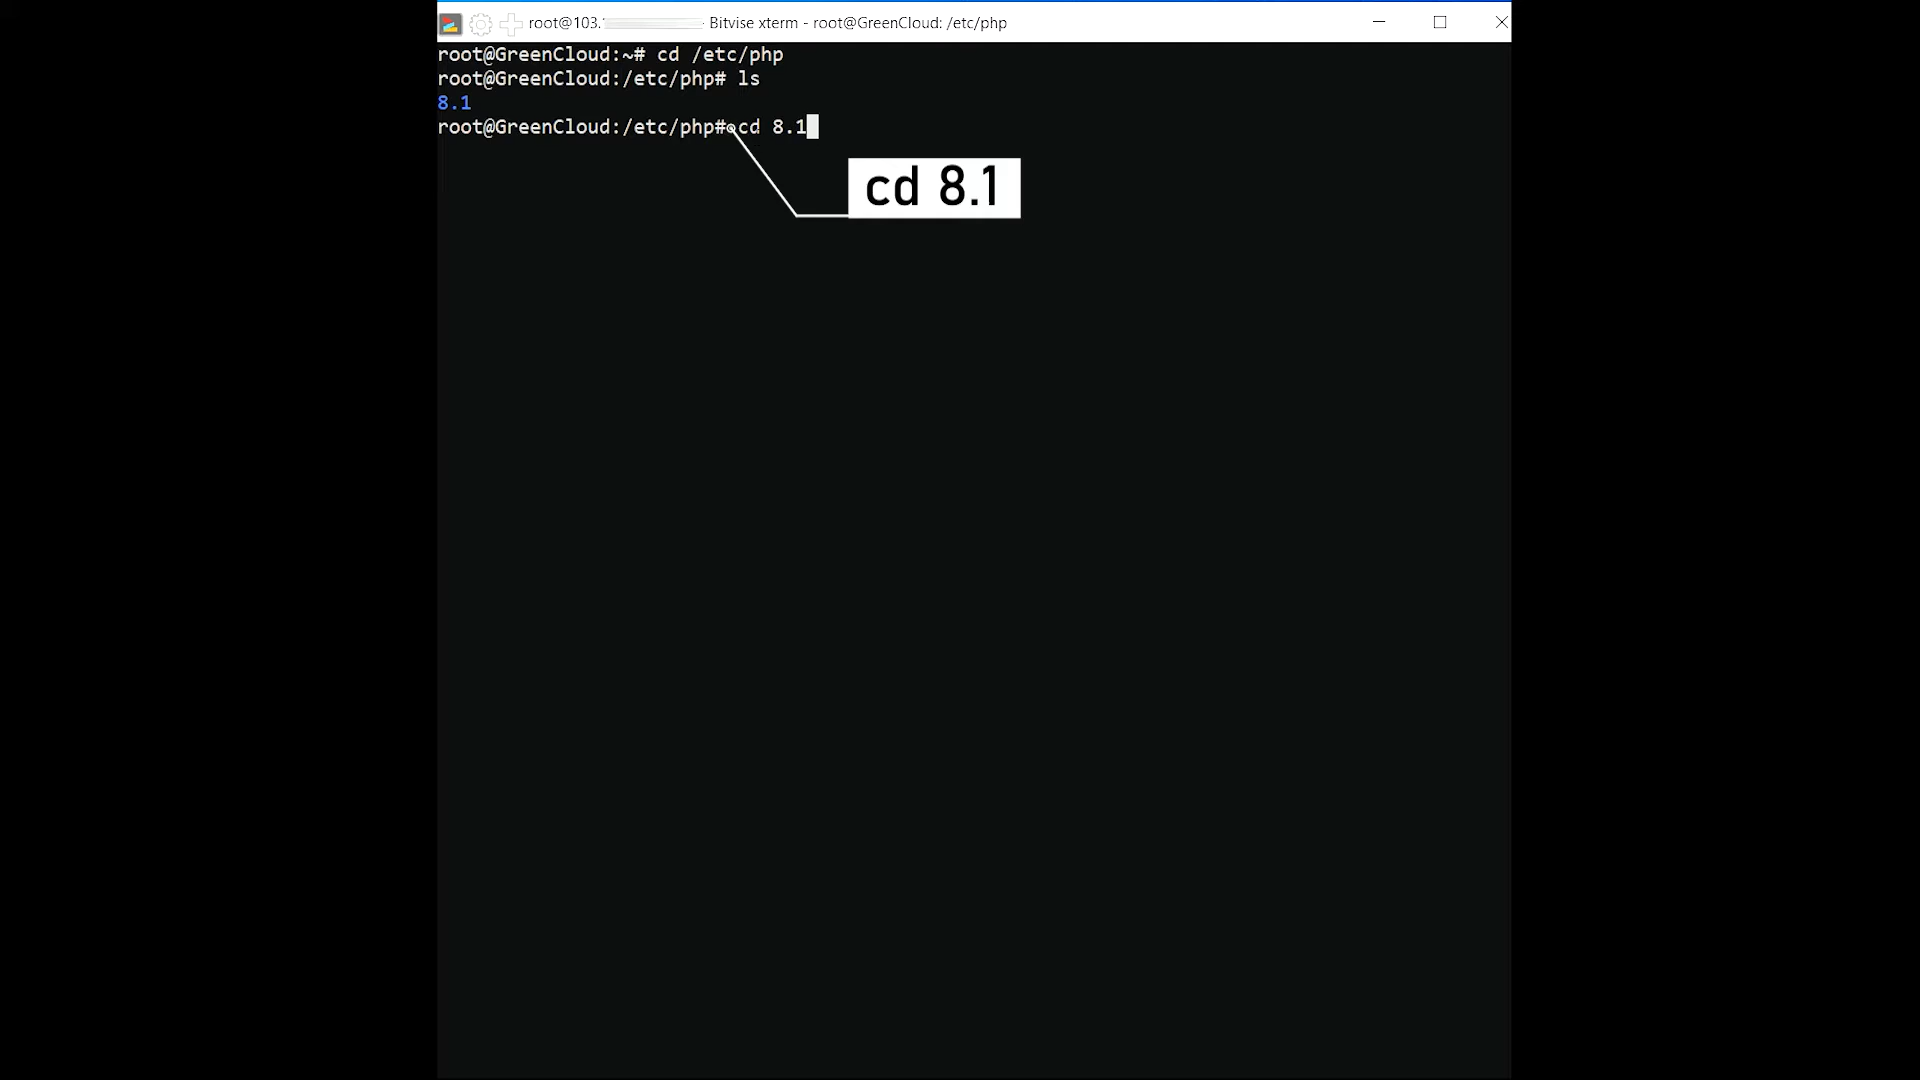 root@103. - Bitvise xterm - root@GreenCloud: /etc/php
root@GreenCloud:~# cd /etc/php
root@GreenCloud:/etc/php# ls
8.1
root@GreenCloud:/etc/php# cd 8.1
cd 8.1